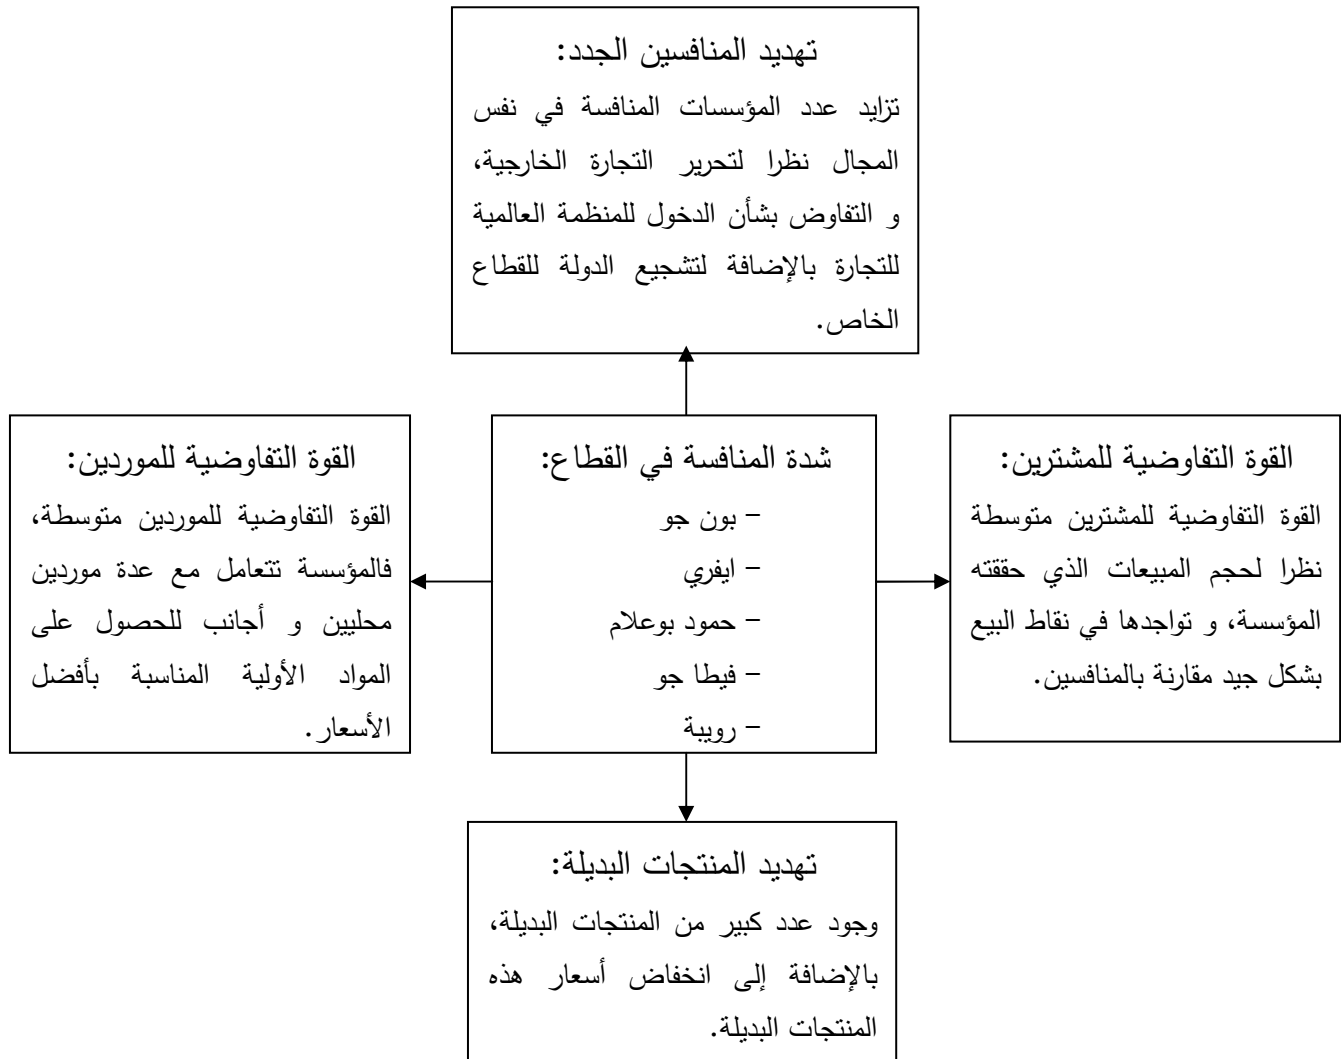 تهديد المنافسين الجدد:
تزايد عدد المؤسسات المنافسة في نفس
المجال نظرا لتحرير التجارة الخارجية،
و التفاوض بشأن الدخول للمنظمة العالمية
للتجارة بالإضافة لتشجيع الدولة للقطاع
الخاص.
القوة التفاوضية للمشترين:
القوة التفاوضية للمشترين متوسطة
نظرا لحجم المبيعات الذي حققته
المؤسسة، و تواجدها في نقاط البيع
بشكل جيد مقارنة بالمنافسين.
شدة المنافسة في القطاع:
– بون جو
– ايفري
– حمود بوعلام
– فيطا جو
– رويبة
القوة التفاوضية للموردين:
القوة التفاوضية للموردين متوسطة،
فالمؤسسة تتعامل مع عدة موردين
محليين و أجانب للحصول على
المواد الأولية المناسبة بأفضل
الأسعار.
تهديد المنتجات البديلة:
وجود عدد كبير من المنتجات البديلة،
بالإضافة إلى انخفاض أسعار هذه
المنتجات البديلة.